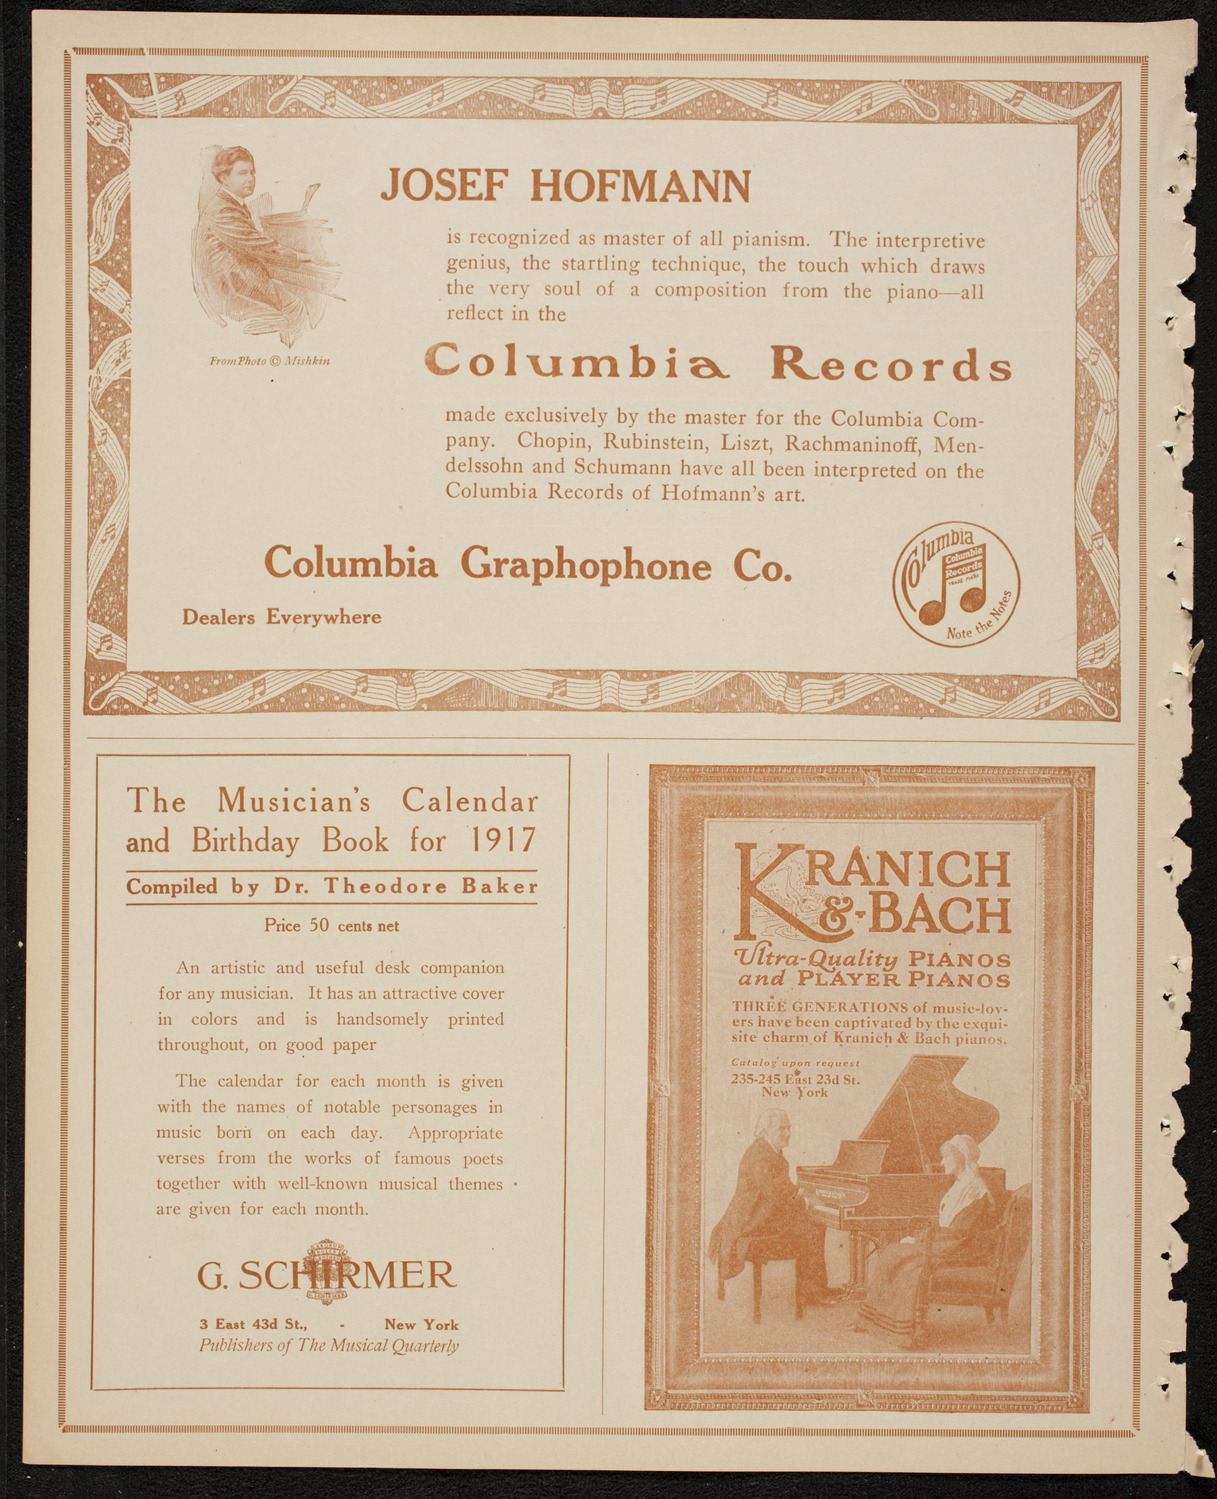 JOSEF HOFMANN
is recognized as master of all pianism. The interpretive
genius, the startling technique, the touch which draws
the very soul of a composition from the piano—all
reflect in the
From Photo © Mishkin
Columbia Records
made exclusively by the master for the Columbia Com-
pany. Chopin, Rubinstein, Liszt, Rachmaninoff, Men-
delssohn and Schumann have all been interpreted on the
Columbia Records of Hofmann's art.
Columbia Graphophone Co.
Dealers Everywhere
Columbia
Columbia
Records
TRADE MARK
Note the Notes
The Musician's Calendar
and Birthday Book for 1917
Compiled by Dr. Theodore Baker
Price 50 cents net
An artistic and useful desk companion
for any musician. It has an attractive cover
in colors and is handsomely printed
throughout, on good paper
The calendar for each month is given
with the names of notable personages in
music born on each day. Appropriate
verses from the works of famous poets
together with well-known musical themes
are given for each month.
G. SCHIRMER
3 East 43d St., - New York
Publishers of The Musical Quarterly
KRANICH
&-BACH
Ultra-Quality PIANOS
and PLAYER PIANOS
THREE GENERATIONS of music-lov-
ers have been captivated by the exqui-
site charm of Kranich & Bach pianos.
Catalog upon request
235-245 East 23d St.
New York